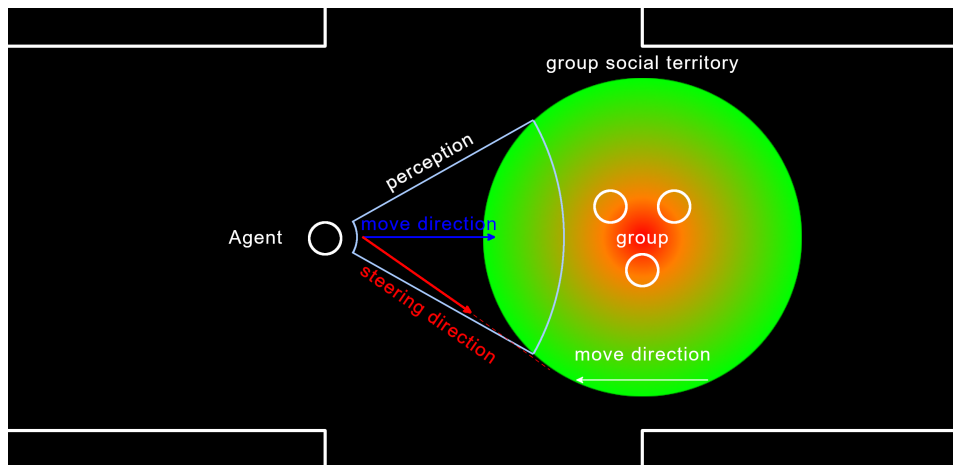 group social territory
perception
move direction
Agent
group
steering direction
move direction